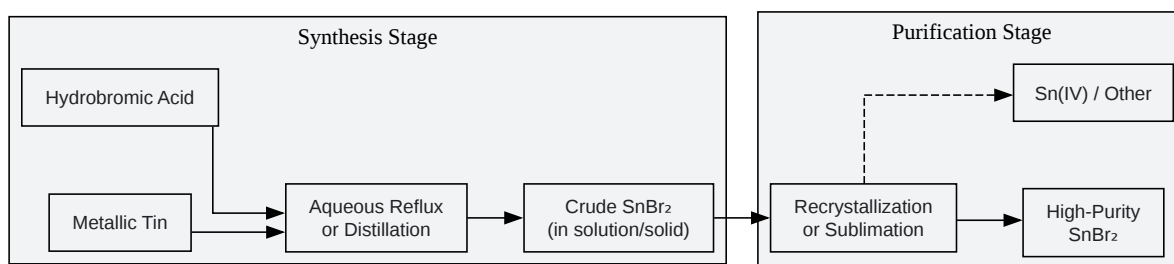 Synthesis Stage
Hydrobromic Acid
Metallic Tin
Aqueous Reflux
or Distillation
Crude SnBr₂
(in solution/solid)
Purification Stage
Sn(IV) / Other
Recrystallization
or Sublimation
High-Purity
SnBr₂